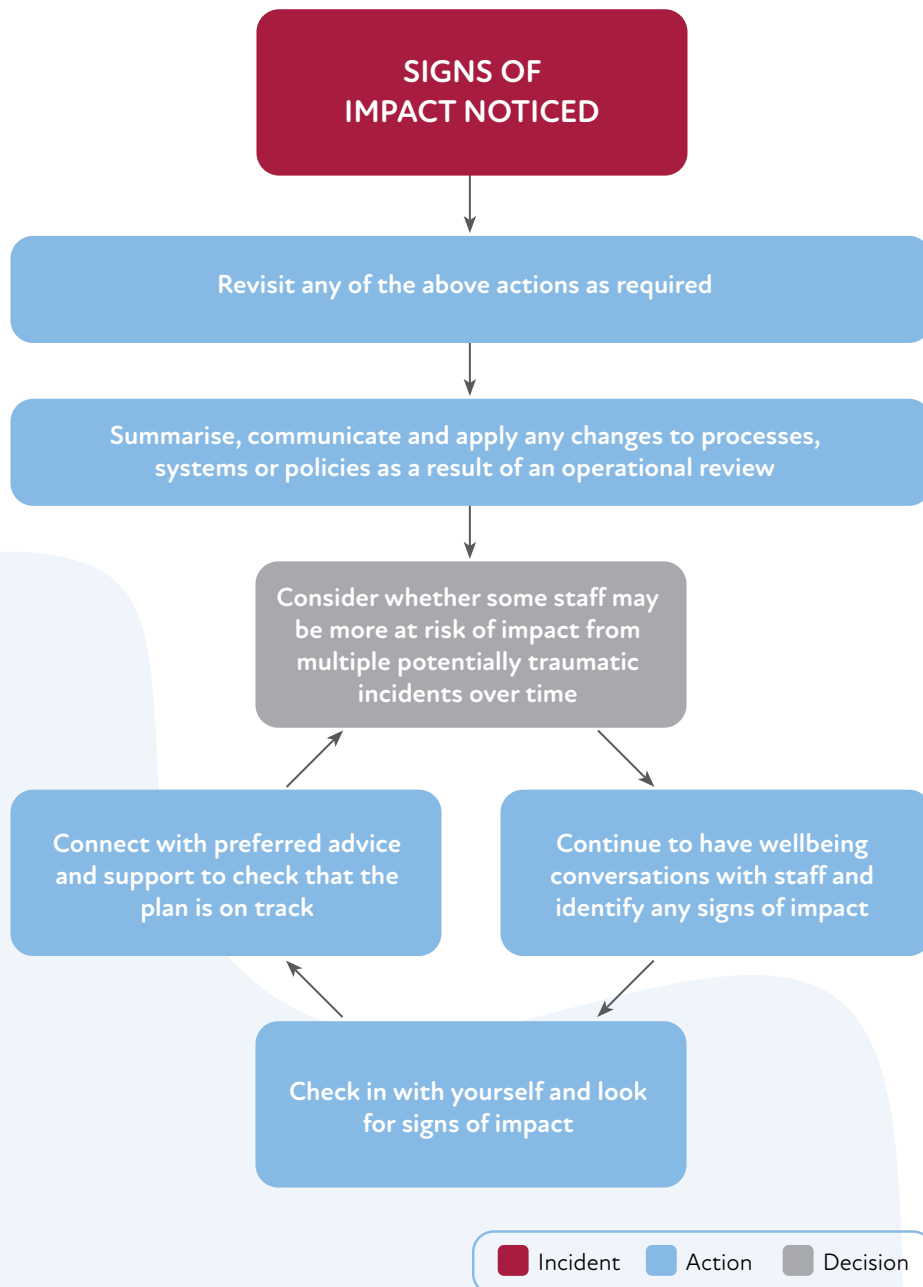 SIGNS OF
IMPACT NOTICED
Revisit any of the above actions as required
Summarise, communicate and apply any changes to processes,
systems or policies as a result of an operational review
Consider whether some staff may
be more at risk of impact from
multiple potentially traumatic
incidents over time
Connect with preferred advice
and support to check that the
plan is on track
Continue to have wellbeing
conversations with staff and
identify any signs of impact
Check in with yourself and look
for signs of impact
Incident Action Decision